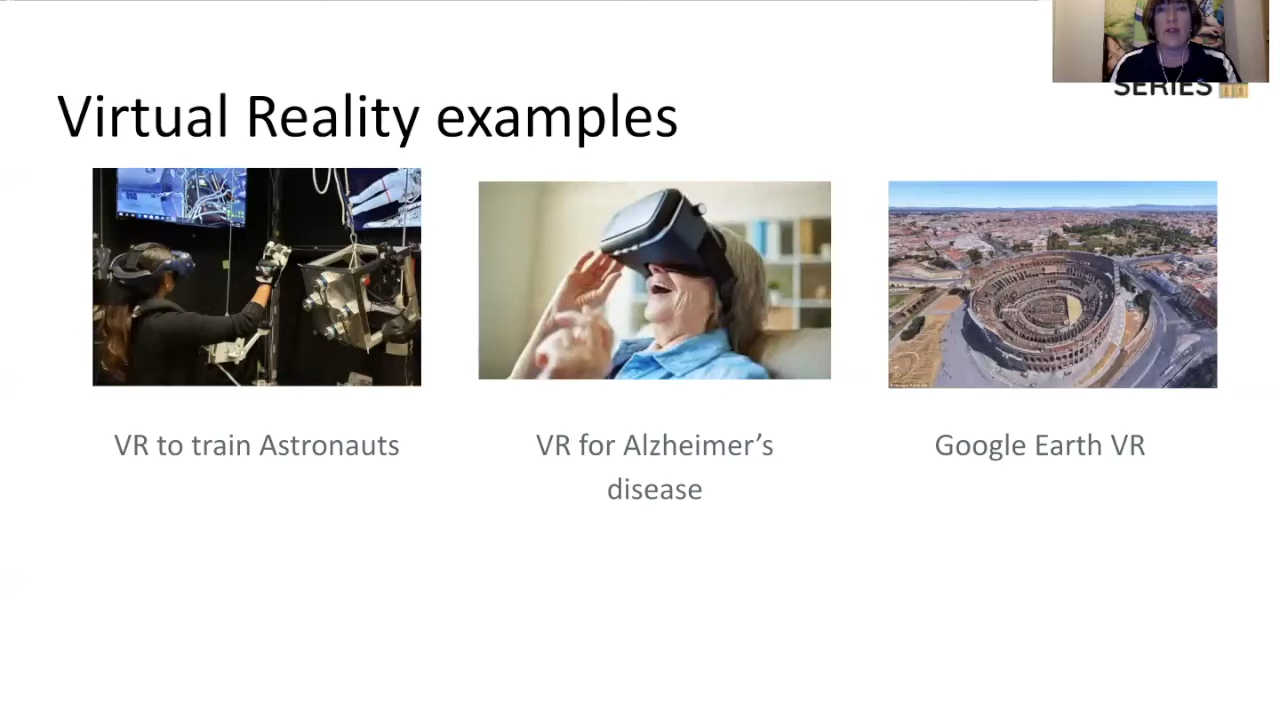 SERIES
Virtual Reality examples
VR to train Astronauts
VR for Alzheimer’s
disease
Google Earth VR